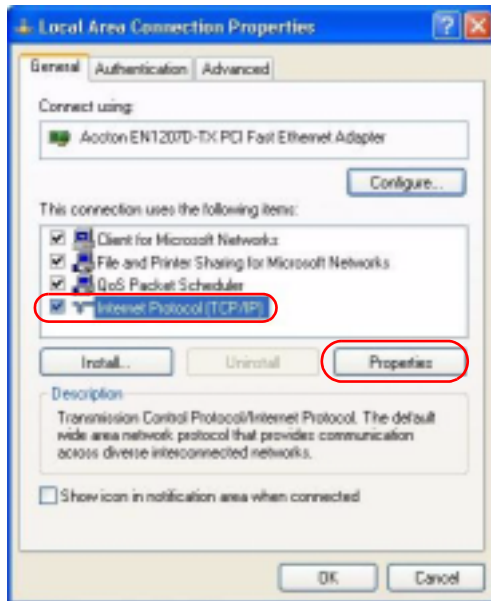 Local Area Connection Properties
General Authentication Advanced
Connect using:
Accton EN1207D-TX PCI Fast Ethernet Adapter
Configure...
This connection uses the following items:
Client for Microsoft Networks
File and Printer Sharing for Microsoft Networks
QoS Packet Scheduler
Internet Protocol (TCP/IP)
Install... Uninstall Properties
Description
Transmission Control Protocol/Internet Protocol. The default
wide area network protocol that provides communication
across diverse interconnected networks.
Show icon in notification area when connected
OK Cancel